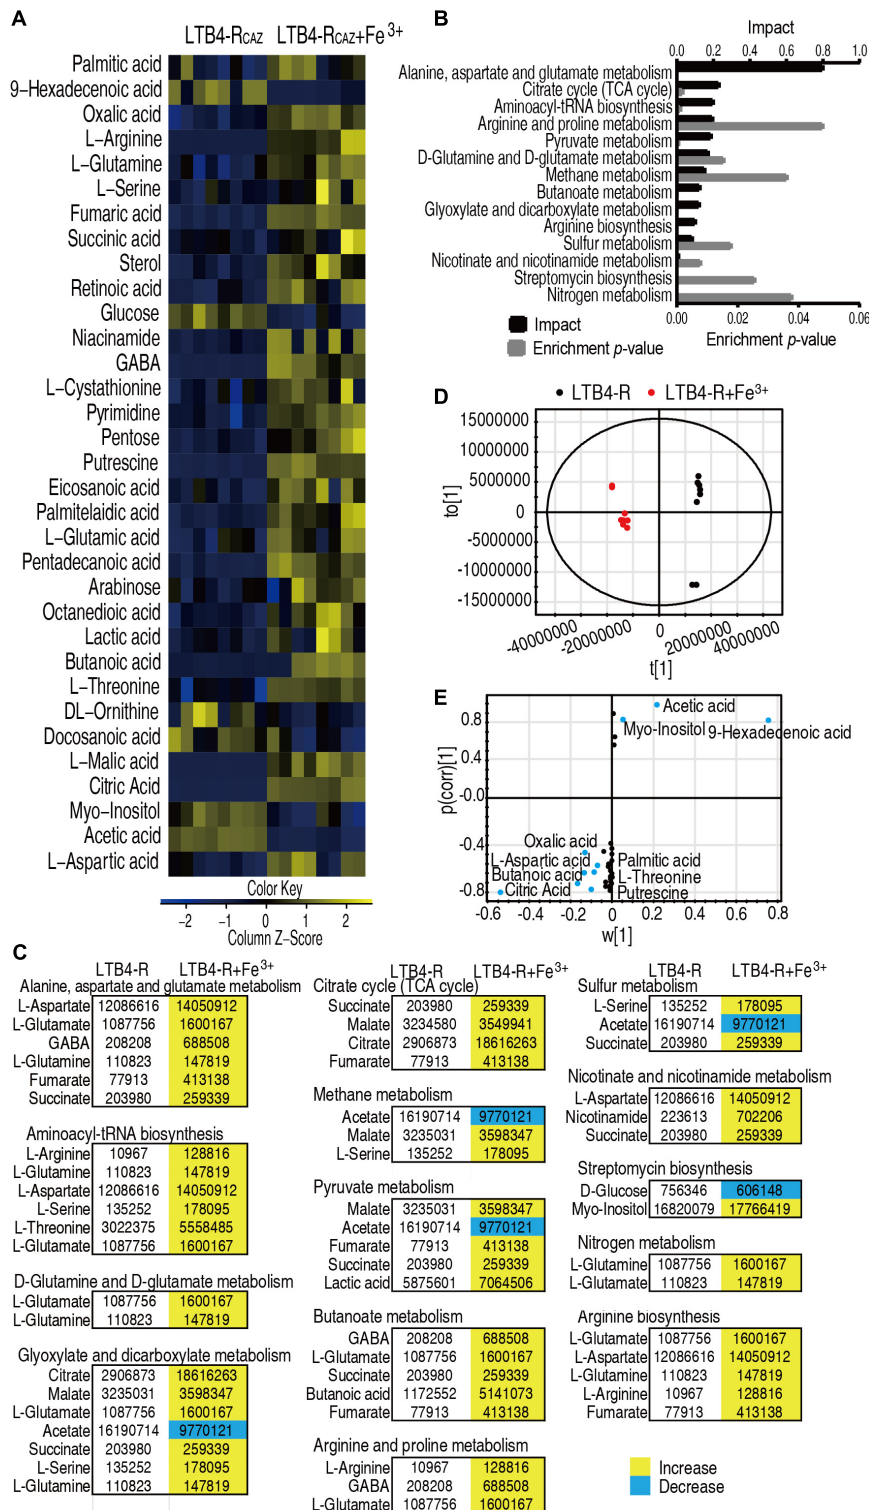 A
LTB4-RCAZ LTB4-RCAZ+Fe3+
Palmitic acid
9-Hexadecenoic acid
Oxalic acid
L-Arginine
L-Glutamine
L-Serine
Fumaric acid
Succinic acid
Sterol
Retinoic acid
Glucose
Niacinamide
GABA
L-Cystathionine
Pyrimidine
Pentose
Putrescine
Eicosanoic acid
Palmitelaidic acid
L-Glutamic acid
Pentadecanoic acid
Arabinose
Octanedioic acid
Lactic acid
Butanoic acid
L-Threonine
DL-Ornithine
Docosanoic acid
L-Malic acid
Citric Acid
Myo-Inositol
Acetic acid
L-Aspartic acid
Color Key
-2 -1 0 1 2
Column Z-Score
B
Impact
0.0 0.2 0.4 0.6 0.8 1.0
Alanine, aspartate and glutamate metabolism
Citrate cycle (TCA cycle)
Aminoacyl-tRNA biosynthesis
Arginine and proline metabolism
Pyruvate metabolism
D-Glutamine and D-glutamate metabolism
Methane metabolism
Butanoate metabolism
Glyoxylate and dicarboxylate metabolism
Arginine biosynthesis
Sulfur metabolism
Nicotinate and nicotinamide metabolism
Streptomycin biosynthesis
Nitrogen metabolism
0.00 0.02 0.04 0.06
Enrichment p-value
Impact
Enrichment p-value
D
LTB4-R LTB4-R+Fe3+
15000000
10000000
5000000
0
-5000000
-10000000
-15000000
to[1]
-40000000 -20000000 0 20000000 40000000
t[1]
E
0.8
0.4
-0.0
-0.4
-0.8
p(corr)[1]
Acetic acid
Myo-Inositol 9-Hexadecenoic acid
Oxalic acid
L-Aspartic acid Palmitic acid
Butanoic acid L-Threonine
Citric Acid Putrescine
-0.6 -0.4 -0.2 0 0.2 0.4 0.6 0.8
w[1]
C
LTB4-R LTB4-R+Fe3+
Alanine, aspartate and glutamate metabolism
L-Aspartate 12086616 14050912
L-Glutamate 1087756 1600167
GABA 208208 688508
L-Glutamine 110823 147819
Fumarate 77913 413138
Succinate 203980 259339
Aminoacyl-tRNA biosynthesis
L-Arginine 10967 128816
L-Glutamine 110823 147819
L-Aspartate 12086616 14050912
L-Serine 135252 178095
L-Threonine 3022375 5558485
L-Glutamate 1087756 1600167
D-Glutamine and D-glutamate metabolism
L-Glutamate 1087756 1600167
L-Glutamine 110823 147819
Glyoxylate and dicarboxylate metabolism
Citrate 2906873 18616263
Malate 3235031 3598347
L-Glutamate 1087756 1600167
Acetate 16190714 9770121
Succinate 203980 259339
L-Serine 135252 178095
L-Glutamine 110823 147819
LTB4-R LTB4-R+Fe3+
Citrate cycle (TCA cycle)
Succinate 203980 259339
Malate 3234580 3549941
Citrate 2906873 18616263
Fumarate 77913 413138
Methane metabolism
Acetate 16190714 9770121
Malate 3235031 3598347
L-Serine 135252 178095
Pyruvate metabolism
Malate 3235031 3598347
Acetate 16190714 9770121
Fumarate 77913 413138
Succinate 203980 259339
Lactic acid 5875601 7064506
Butanoate metabolism
GABA 208208 688508
L-Glutamate 1087756 1600167
Succinate 203980 259339
Butanoic acid 1172552 5141073
Fumarate 77913 413138
Arginine and proline metabolism
L-Arginine 10967 128816
GABA 208208 688508
L-Glutamate 1087756 1600167
LTB4-R LTB4-R+Fe3+
Sulfur metabolism
L-Serine 135252 178095
Acetate 16190714 9770121
Succinate 203980 259339
Nicotinate and nicotinamide metabolism
L-Aspartate 12086616 14050912
Nicotinamide 223613 702206
Succinate 203980 259339
Streptomycin biosynthesis
D-Glucose 756346 606148
Myo-Inositol 16820079 17766419
Nitrogen metabolism
L-Glutamine 1087756 1600167
L-Glutamate 110823 147819
Arginine biosynthesis
L-Glutamate 1087756 1600167
L-Aspartate 12086616 14050912
L-Glutamine 110823 147819
L-Arginine 10967 128816
Fumarate 77913 413138
Increase
Decrease